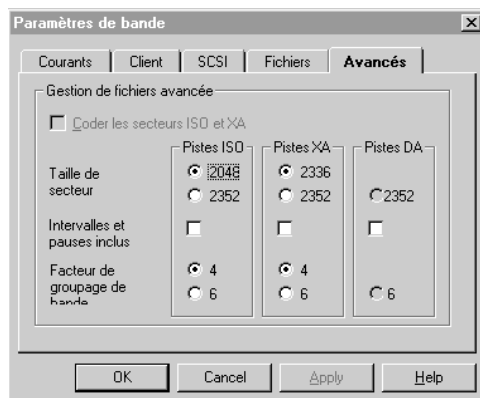 Paramètres de bande
Courants Client SCSI Fichiers Avancés
Gestion de fichiers avancée
Coder les secteurs ISO et XA
Pistes ISO Pistes XA Pistes DA
Taille de secteur
2048 2336
2352 2352 2352
Intervalles et
pauses inclus
Facteur de
groupage de
bande
4 4
6 6 6
OK Cancel Apply Help